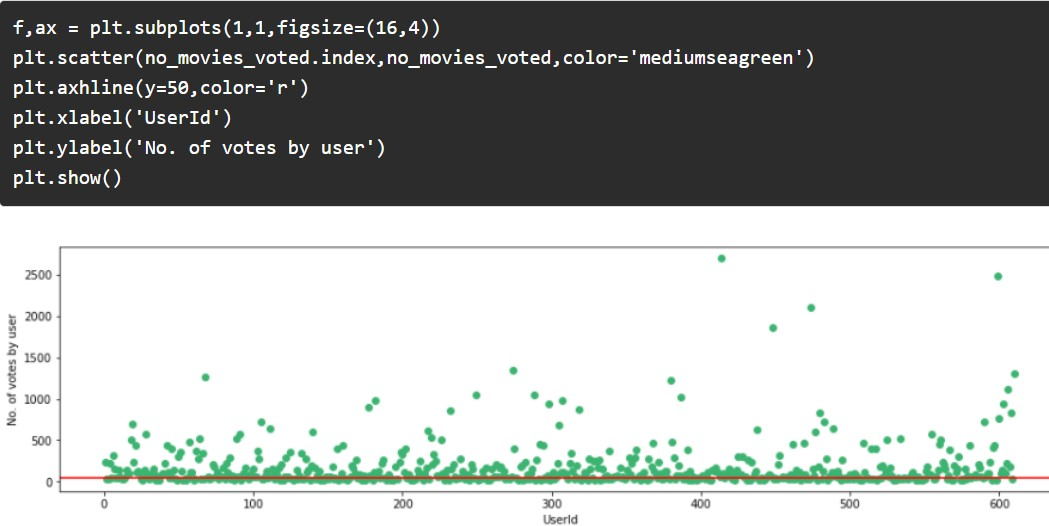 f,ax = plt.subplots(1,1,figsize=(16,4))
plt.scatter(no_movies_voted.index,no_movies_voted,color='mediumseagreen')
plt.axhline(y=50,color='r')
plt.xlabel('UserId')
plt.ylabel('No. of votes by user')
plt.show()
No. of votes by user
2500
2000
1500
1000
500
0
0 100 200 300 400 500 600
UserId